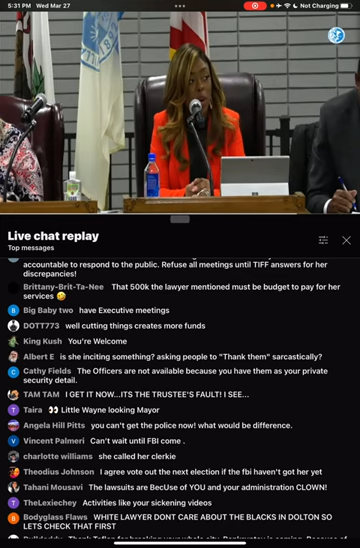 5:31 PM Wed Mar 27
Not Charging
Live chat replay
Top messages
accountable to respond to the public. Refuse all meetings until TIFF answers for her
discrepancies!
Brittany-Brit-Ta-Nee That 500k the lawyer mentioned must be budget to pay for her
services 🤣
B Big Baby two have Executive meetings
DOTT773 well cutting things creates more funds
King Kush You're Welcome
Albert E is she inciting something? asking people to "Thank them" sarcastically?
Cathy Fields The Officers are not available because you have them as your private
security detail.
TAM TAM I GET IT NOW...ITS THE TRUSTEE'S FAULT! I SEE...
T Taira 👀 Little Wayne looking Mayor
Angela Hill Pitts you can't get the police now! what would be difference.
V Vincent Palmeri Can't wait until FBI come .
charlotte williams she called her clerkie
Theodius Johnson I agree vote out the next election if the fbi haven't got her yet
Tahani Mousavi The lawsuits are BecUse oF YOU and your administration CLOWN!
T TheLexiechey Activities like your sickening videos
B Bodyglass Flaws WHITE LAWYER DONT CARE ABOUT THE BLACKS IN DOLTON SO
LETS CHECK THAT FIRST